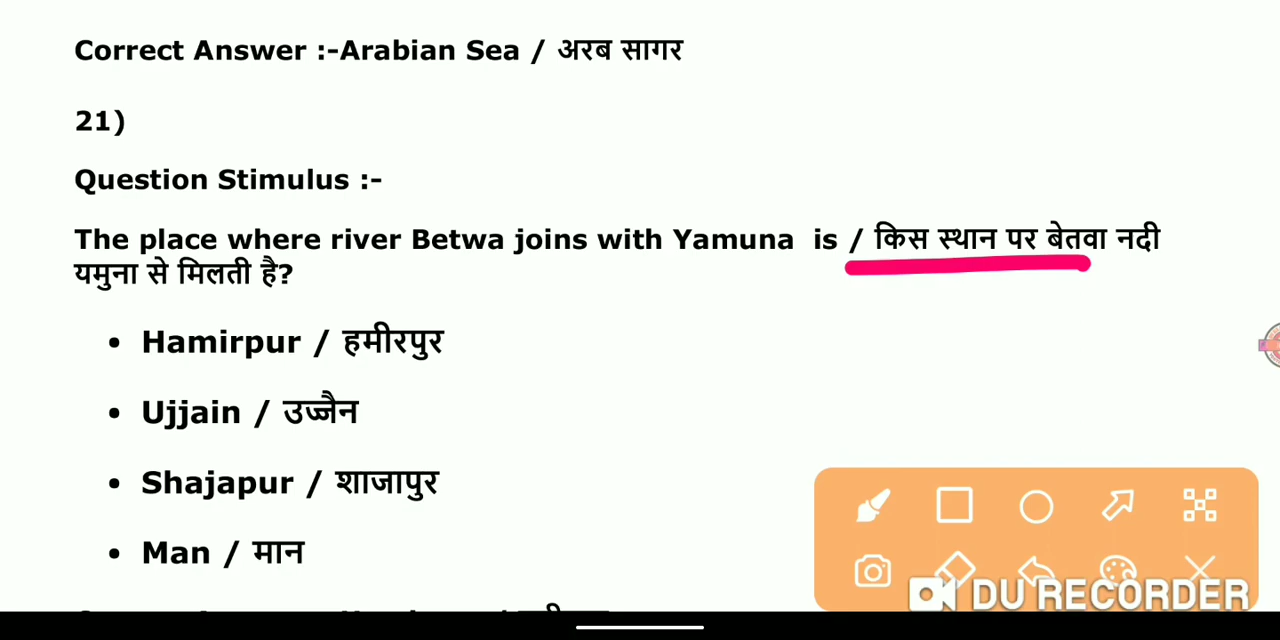 Correct Answer :-Arabian Sea / अरब सागर
21)
Question Stimulus :-
The place where river Betwa joins with Yamuna is / किस स्थान पर बेतवा नदी
यमुना से मिलती है?
• Hamirpur / हमीरपुर
• Ujjain / उज्जैन
• Shajapur / शाजापुर
• Man / मान
DU RECORDER